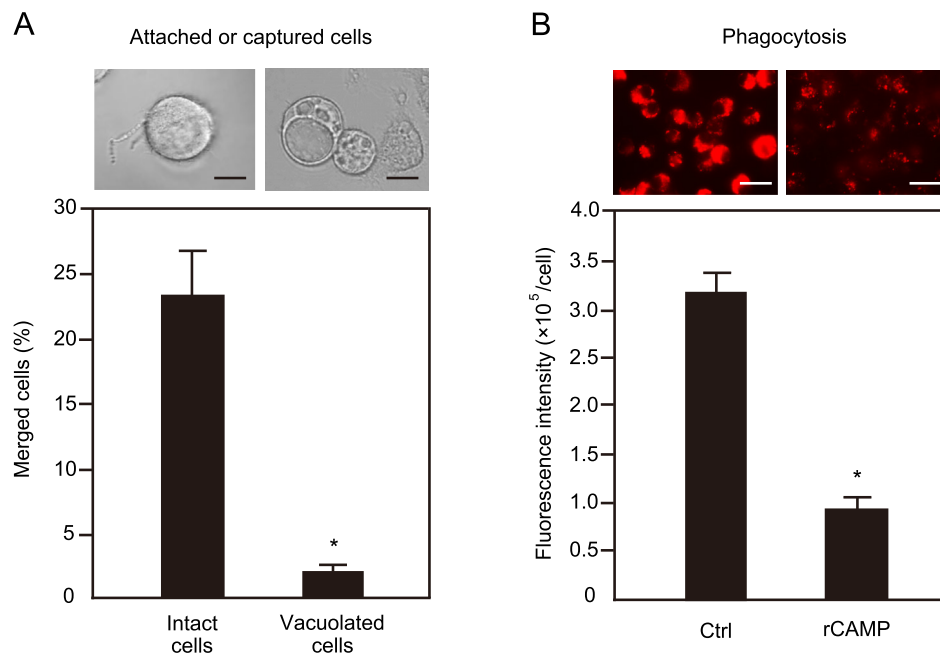 A
Attached or captured cells
30
25
20
15
10
5
0
Merged cells (%)
*
Intact
cells
Vacuolated
cells
B
Phagocytosis
4.0
3.5
3.0
2.5
2.0
1.5
1.0
0.5
0
Fluorescence intensity (×10⁵/cell)
*
Ctrl
rCAMP